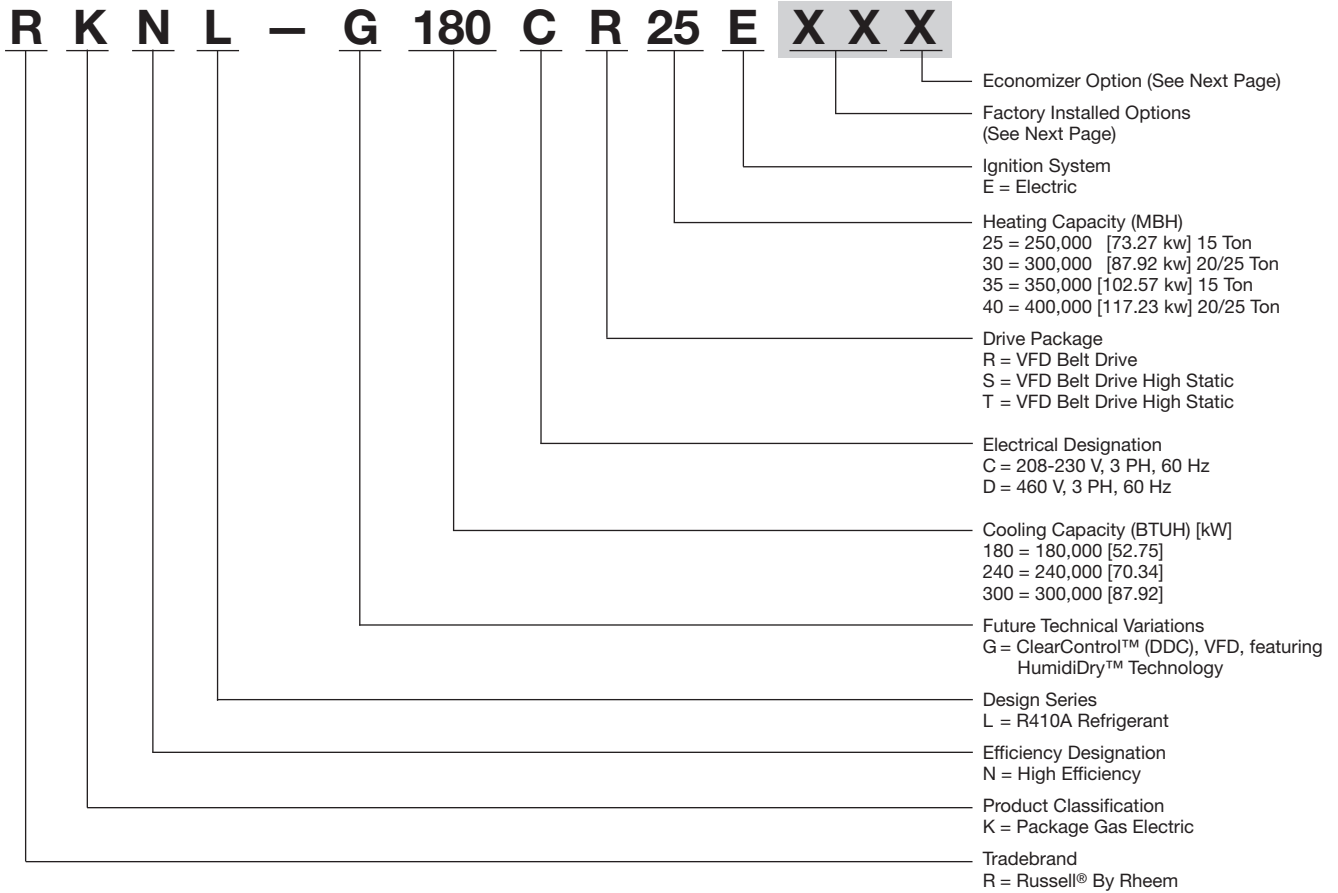 R K N L – G 180 C R 25 E X X X
Economizer Option (See Next Page)
Factory Installed Options
(See Next Page)
Ignition System
E = Electric
Heating Capacity (MBH)
25 = 250,000 [73.27 kw] 15 Ton
30 = 300,000 [87.92 kw] 20/25 Ton
35 = 350,000 [102.57 kw] 15 Ton
40 = 400,000 [117.23 kw] 20/25 Ton
Drive Package
R = VFD Belt Drive
S = VFD Belt Drive High Static
T = VFD Belt Drive High Static
Electrical Designation
C = 208-230 V, 3 PH, 60 Hz
D = 460 V, 3 PH, 60 Hz
Cooling Capacity (BTUH) [kW]
180 = 180,000 [52.75]
240 = 240,000 [70.34]
300 = 300,000 [87.92]
Future Technical Variations
G = ClearControl™ (DDC), VFD, featuring
HumidiDry™ Technology
Design Series
L = R410A Refrigerant
Efficiency Designation
N = High Efficiency
Product Classification
K = Package Gas Electric
Tradebrand
R = Russell® By Rheem